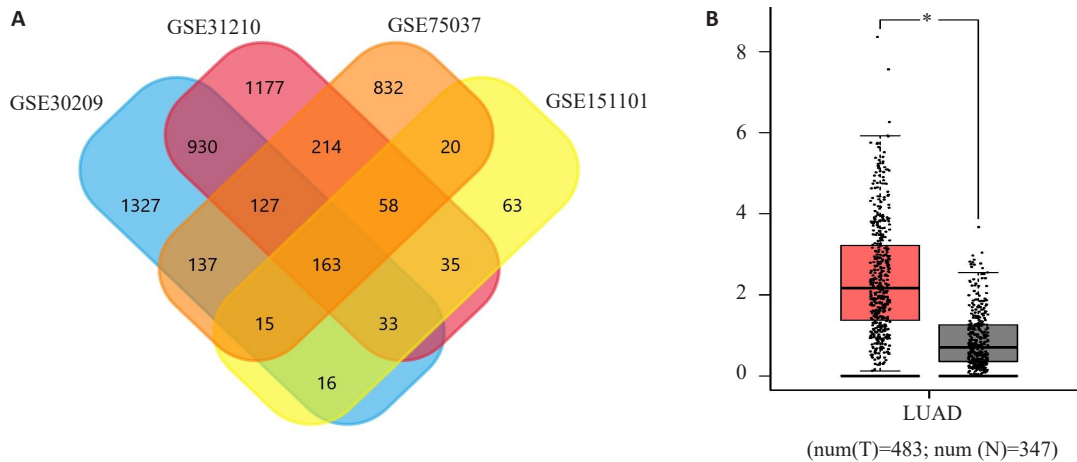 A
GSE31210
GSE75037
GSE30209
GSE151101
1177
832
930
214
20
1327
127
58
63
137
163
35
15
33
16
B
*
8
6
4
2
0
LUAD
(num(T)=483; num (N)=347)